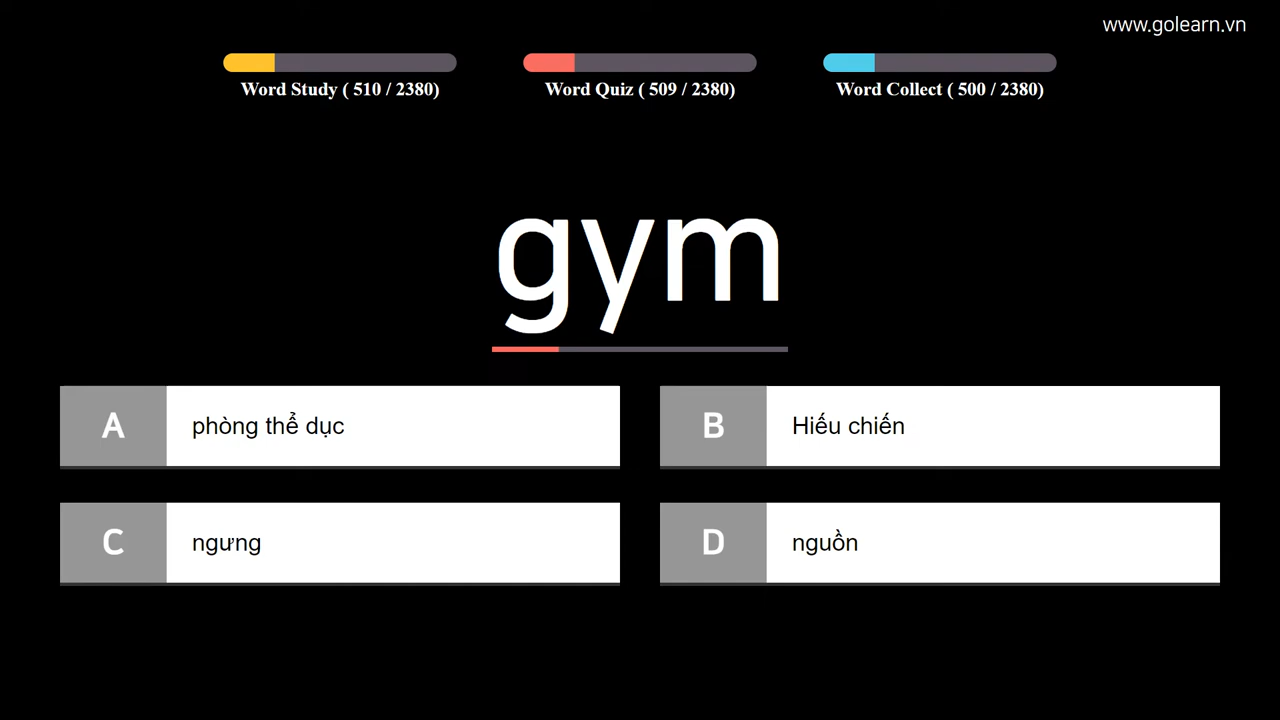 www.golearn.vn
Word Study ( 510 / 2380)
Word Quiz ( 509 / 2380)
Word Collect ( 500 / 2380)
gym
A phòng thể dục
B Hiếu chiến
C ngưng
D nguồn